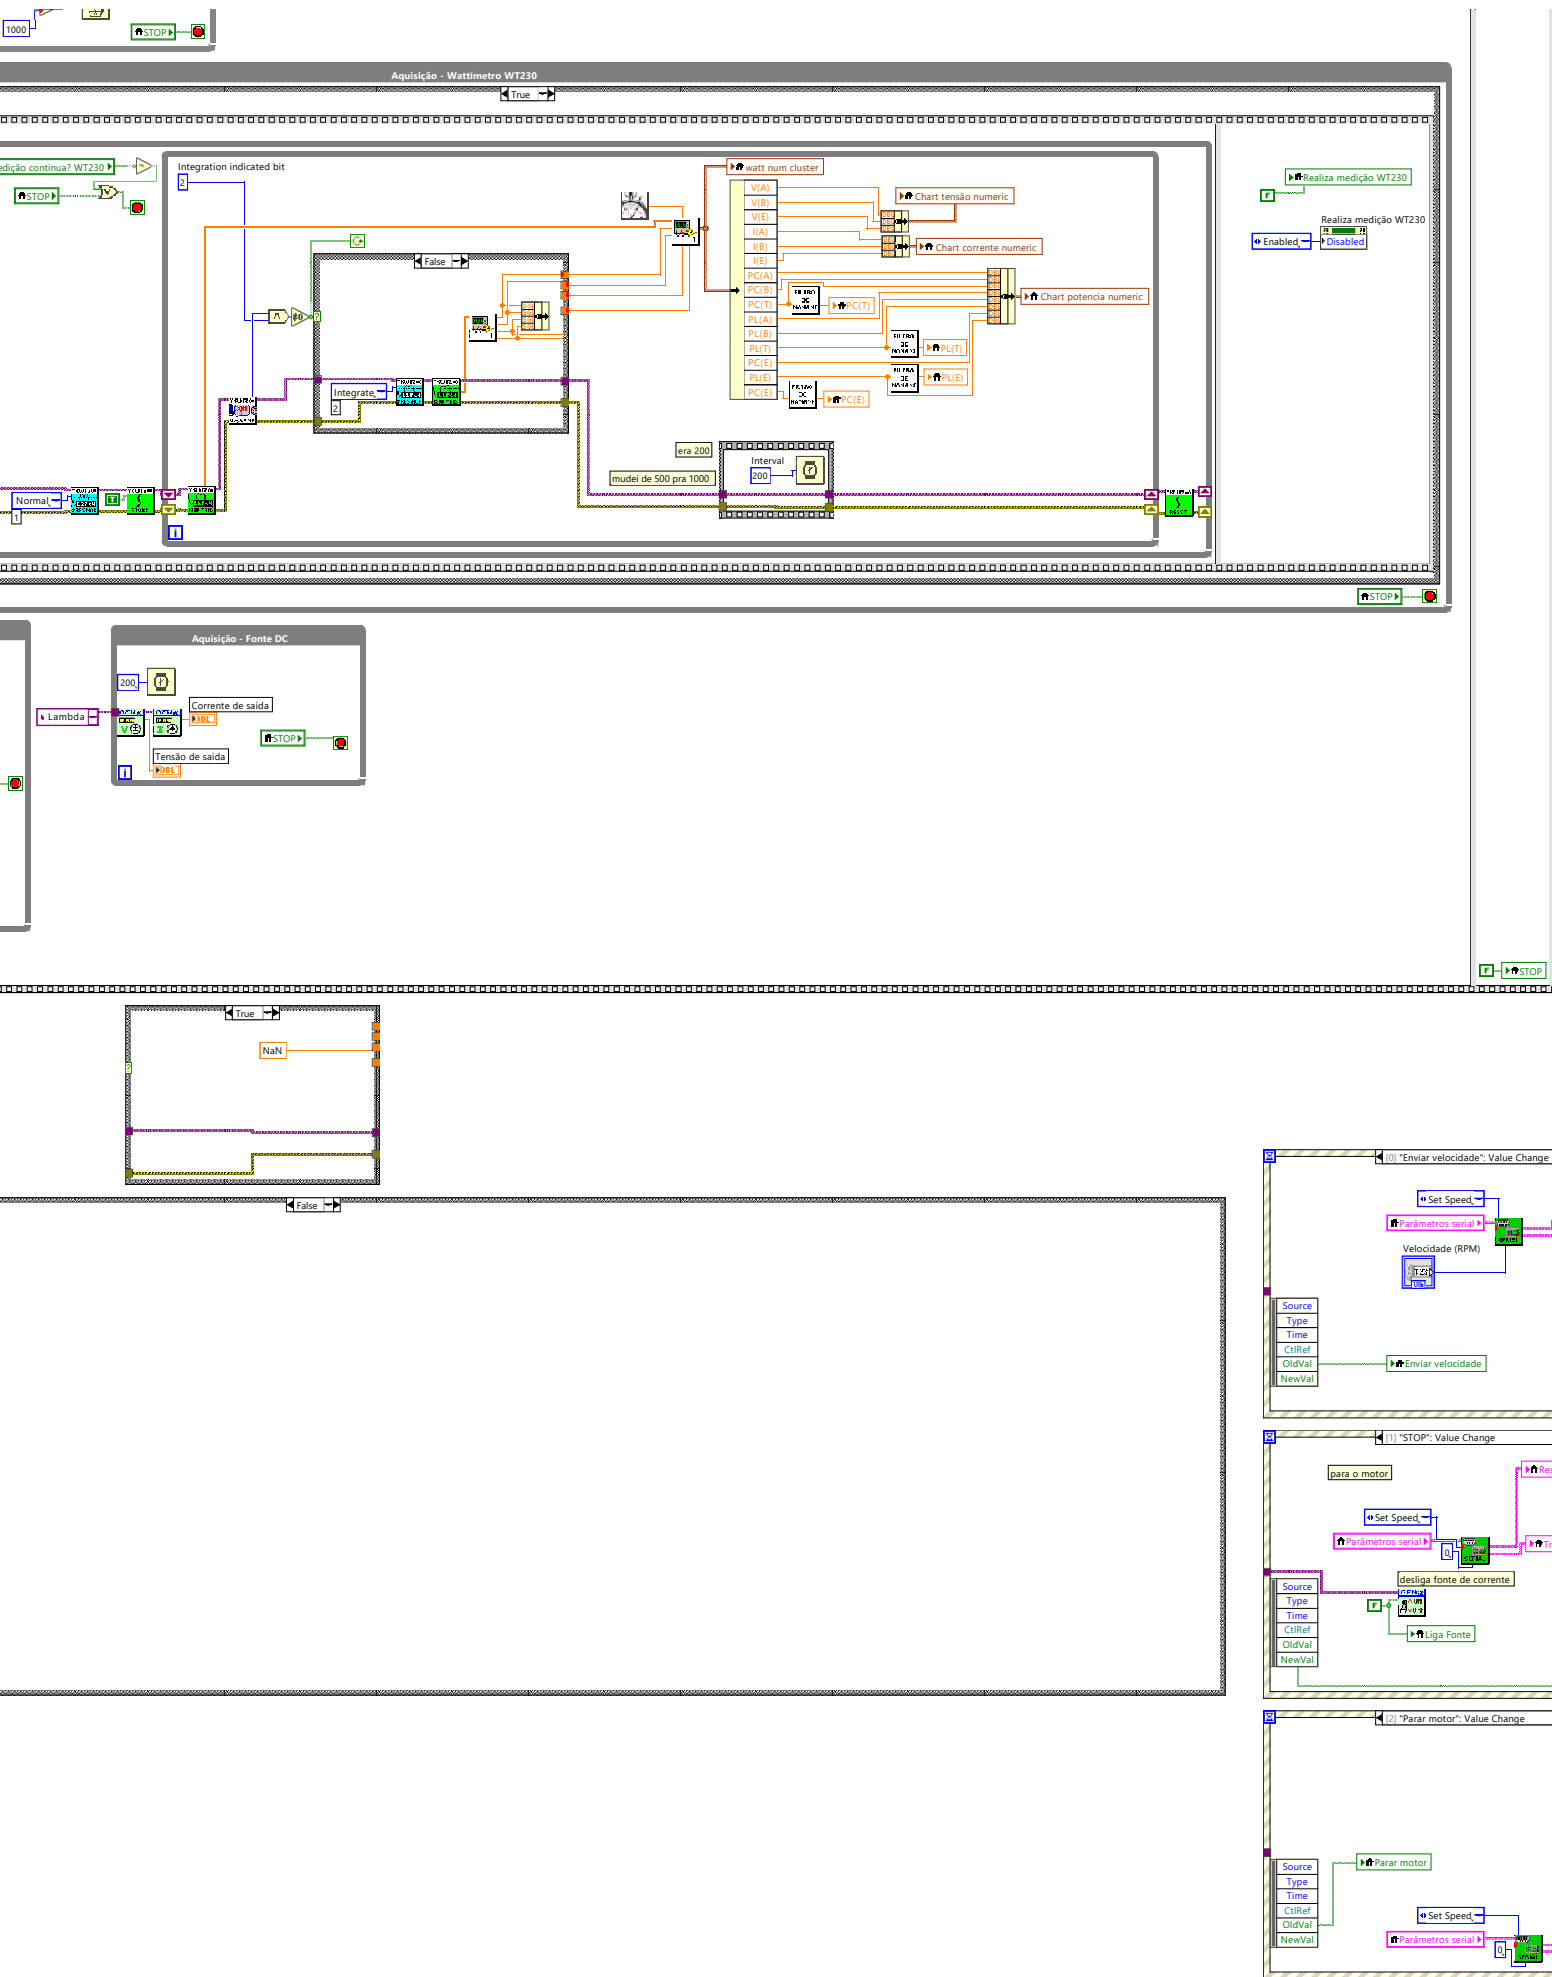 1000
STOP
Aquisição - Wattímetro WT230
True
edição contínua? WT230
STOP
Integration indicated bit
2
False
Integrate
2
Normal
1
T
i
watt num cluster
V(A)
V(B)
V(E)
I(A)
I(B)
I(E)
PC(A)
PC(B)
PC(T)
PL(A)
PL(B)
PL(T)
PC(E)
PL(E)
PC(E)
Chart tensão numeric
Chart corrente numeric
Chart potencia numeric
PC(T)
PL(T)
PL(E)
PC(E)
era 200
mudei de 500 pra 1000
Interval
200
RESET
Realiza medição WT230
F
Realiza medição WT230
Enabled
Disabled
STOP
Aquisição - Fonte DC
200
Lambda
Corrente de saída
DBL
STOP
Tensão de saída
DBL
i
F
STOP
True
NaN
False
[0] "Enviar velocidade": Value Change
Set Speed
Parâmetros serial
Velocidade (RPM)
Source
Type
Time
CtlRef
OldVal
NewVal
Enviar velocidade
[1] "STOP": Value Change
para o motor
Res
Set Speed
Parâmetros serial
0
Tr
desliga fonte de corrente
F
Liga Fonte
Source
Type
Time
CtlRef
OldVal
NewVal
[2] "Parar motor": Value Change
Parar motor
Source
Type
Time
CtlRef
OldVal
NewVal
Set Speed
Parâmetros serial
0